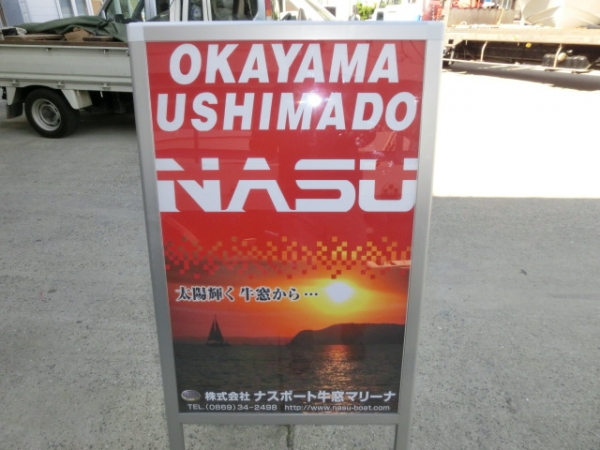 OKAYAMA
USHIMADO
NASU
太陽輝く牛窓から…
株式会社 ナスボート牛窓マリーナ
TEL.(0869)34-2498 http://www.nasu-boat.com